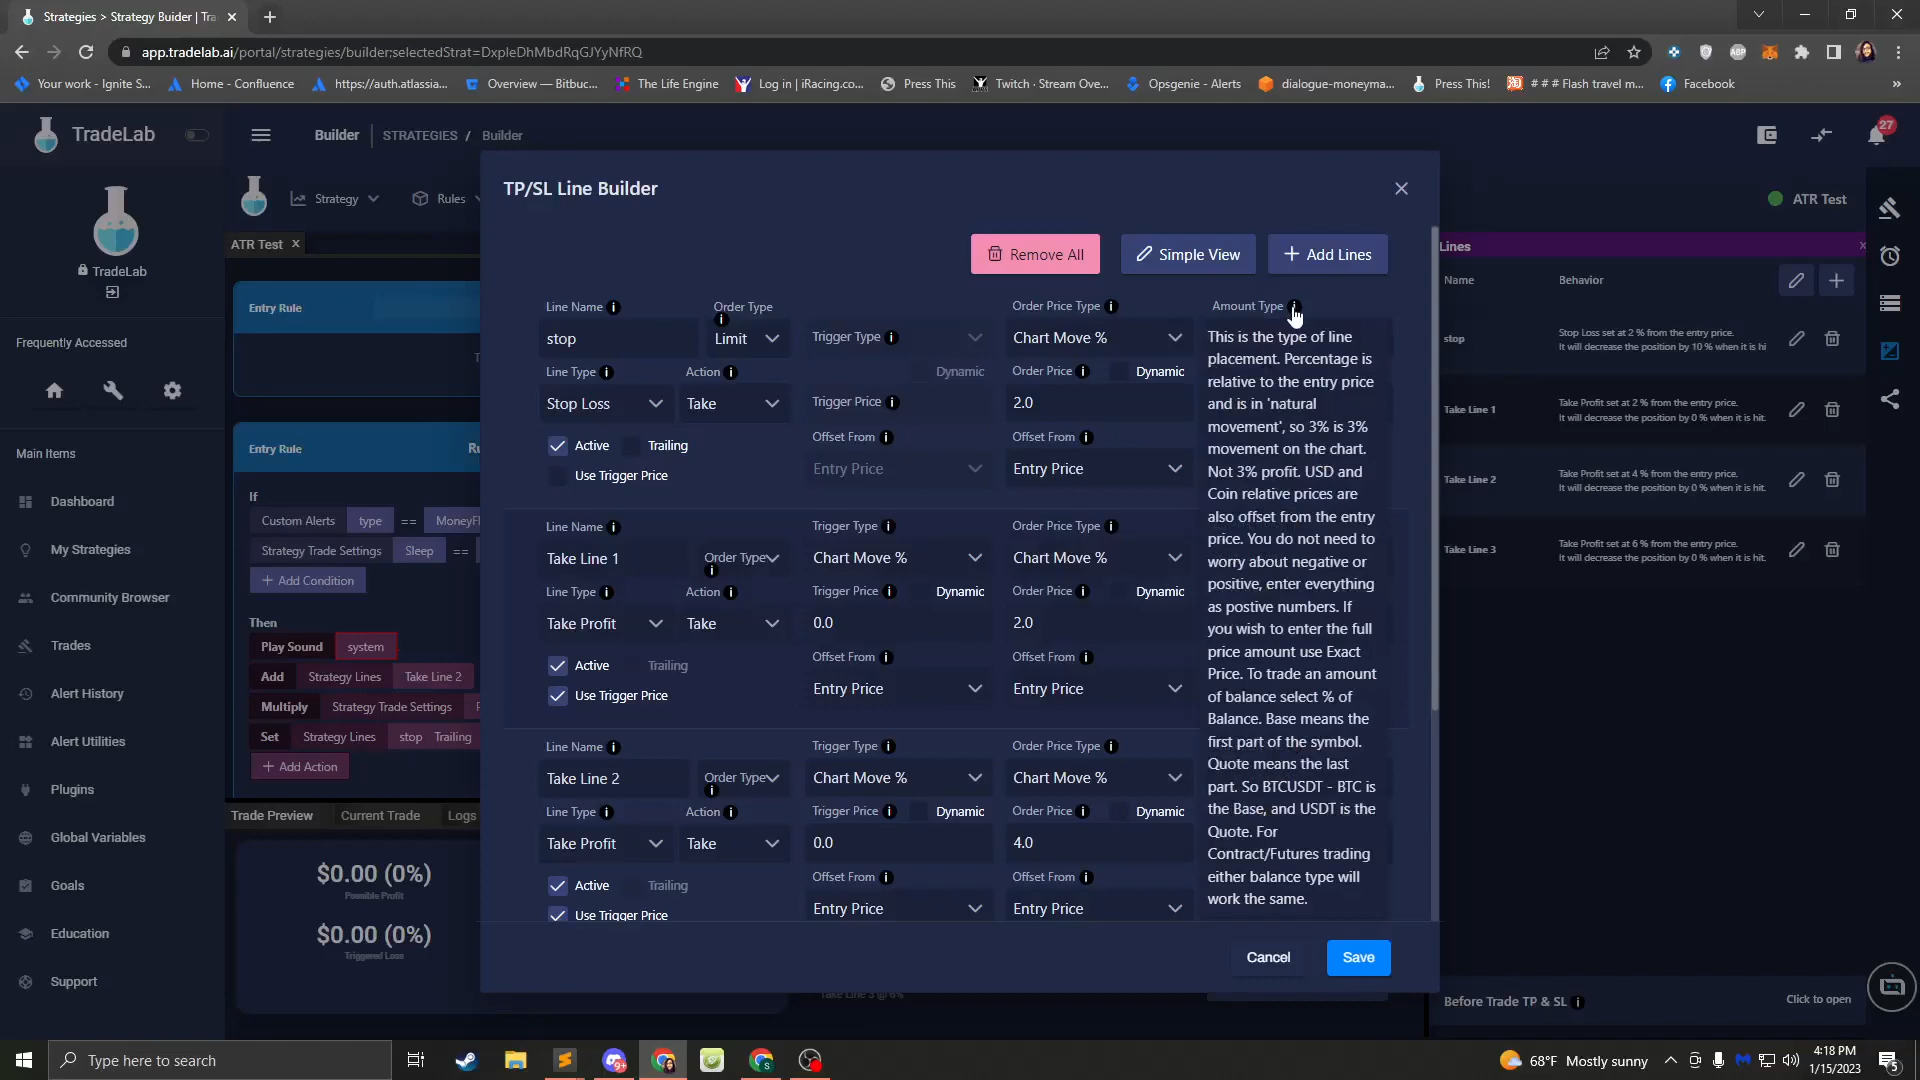 Strategies > Strategy Buider | Tra
app.tradelab.ai/portal/strategies/builder;selectedStrat=DxpleDhMbdRqGJYyNfRQ
Your work - Ignite S...
Home - Confluence
https://auth.atlassia...
Overview — Bitbuc...
The Life Engine
Log in | iRacing.co...
Press This
Twitch · Stream Ove...
Opsgenie - Alerts
dialogue-moneyma...
Press This!
# # # Flash travel m...
Facebook
TradeLab
Builder
STRATEGIES / Builder
27
Strategy
Rules
ATR Test
ATR Test
TradeLab
Frequently Accessed
Main Items
Dashboard
My Strategies
Community Browser
Trades
Alert History
Alert Utilities
Plugins
Global Variables
Goals
Education
Support
Entry Rule
Entry Rule
If
Custom Alerts type == MoneyFl
Strategy Trade Settings Sleep ==
+ Add Condition
Then
Play Sound system
Add Strategy Lines Take Line 2
Multiply Strategy Trade Settings
Set Strategy Lines stop Trailing
+ Add Action
Trade Preview Current Trade Logs
$0.00 (0%)
Possible Profit
$0.00 (0%)
Triggered Loss
TP/SL Line Builder
Remove All
Simple View
+ Add Lines
Line Name
Order Type
Order Price Type
Amount Type
stop
Limit
Trigger Type
Chart Move %
Line Type
Action
Dynamic
Order Price
Dynamic
Stop Loss
Take
Trigger Price
2.0
Active
Trailing
Offset From
Offset From
Use Trigger Price
Entry Price
Entry Price
Line Name
Trigger Type
Order Price Type
Take Line 1
Order Type
Chart Move %
Chart Move %
Line Type
Action
Trigger Price
Dynamic
Order Price
Dynamic
Take Profit
Take
0.0
2.0
Active
Trailing
Offset From
Offset From
Use Trigger Price
Entry Price
Entry Price
Line Name
Trigger Type
Order Price Type
Take Line 2
Order Type
Chart Move %
Chart Move %
Line Type
Action
Trigger Price
Dynamic
Order Price
Dynamic
Take Profit
Take
0.0
4.0
Active
Trailing
Offset From
Offset From
Use Trigger Price
Entry Price
Entry Price
This is the type of line
placement. Percentage is
relative to the entry price
and is in 'natural
movement', so 3% is 3%
movement on the chart.
Not 3% profit. USD and
Coin relative prices are
also offset from the entry
price. You do not need to
worry about negative or
positive, enter everything
as postive numbers. If
you wish to enter the full
price amount use Exact
Price. To trade an amount
of balance select % of
Balance. Base means the
first part of the symbol.
Quote means the last
part. So BTCUSDT - BTC is
the Base, and USDT is the
Quote. For
Contract/Futures trading
either balance type will
work the same.
Cancel
Save
Take Line 3 @ 6%
Lines
Name
Behavior
stop
Stop Loss set at 2 % from the entry price.
It will decrease the position by 10 % when it is hi
Take Line 1
Take Profit set at 2 % from the entry price.
It will decrease the position by 0 % when it is hit.
Take Line 2
Take Profit set at 4 % from the entry price.
It will decrease the position by 0 % when it is hit.
Take Line 3
Take Profit set at 6 % from the entry price.
It will decrease the position by 0 % when it is hit.
Before Trade TP & SL
Click to open
Type here to search
68°F Mostly sunny
4:18 PM
1/15/2023
5